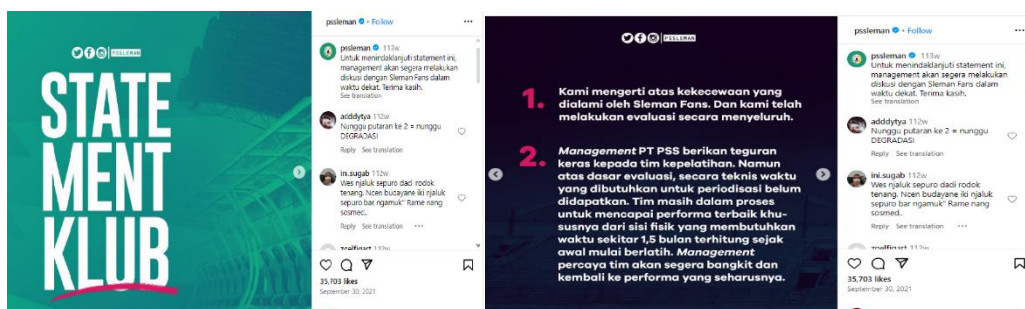 PSSLEMAN
STATE
MENT
KLUB
pssleman • Follow
pssleman 113w
Untuk menindaklanjuti statement ini,
management akan segera melakukan
diskusi dengan Sleman Fans dalam
waktu dekat. Terima kasih.
See translation
adddytya 112w
Nunggu putaran ke 2 = nunggu
DEGRADASI
Reply See translation
in.sugab 112w
Wes njaluk sepuro dadi rodok
tenang. Ncen budayane iki njaluk
sepuro bar ngamuk" Rame nang
sosmed..
Reply See translation
35,703 likes
September 30, 2021
PSSLEMAN
1. Kami mengerti atas kekecewaan yang
dialami oleh Sleman Fans. Dan kami telah
melakukan evaluasi secara menyeluruh.
2. Management PT PSS berikan teguran
keras kepada tim kepelatihan. Namun
atas dasar evaluasi, secara teknis waktu
yang dibutuhkan untuk periodisasi belum
didapatkan. Tim masih dalam proses
untuk mencapai performa terbaik khu-
susnya dari sisi fisik yang membutuhkan
waktu sekitar 1,5 bulan terhitung sejak
awal mulai berlatih. Management
percaya tim akan segera bangkit dan
kembali ke performa yang seharusnya.
pssleman • Follow
pssleman 113w
Untuk menindaklanjuti statement ini,
management akan segera melakukan
diskusi dengan Sleman Fans dalam
waktu dekat. Terima kasih.
See translation
adddytya 112w
Nunggu putaran ke 2 = nunggu
DEGRADASI
Reply See translation
ini.sugab 112w
Wes njaluk sepuro dadi rodok
tenang. Ncen budayane iki njaluk
sepuro bar ngamuk" Rame nang
sosmed..
Reply See translation
35,703 likes
September 30, 2021